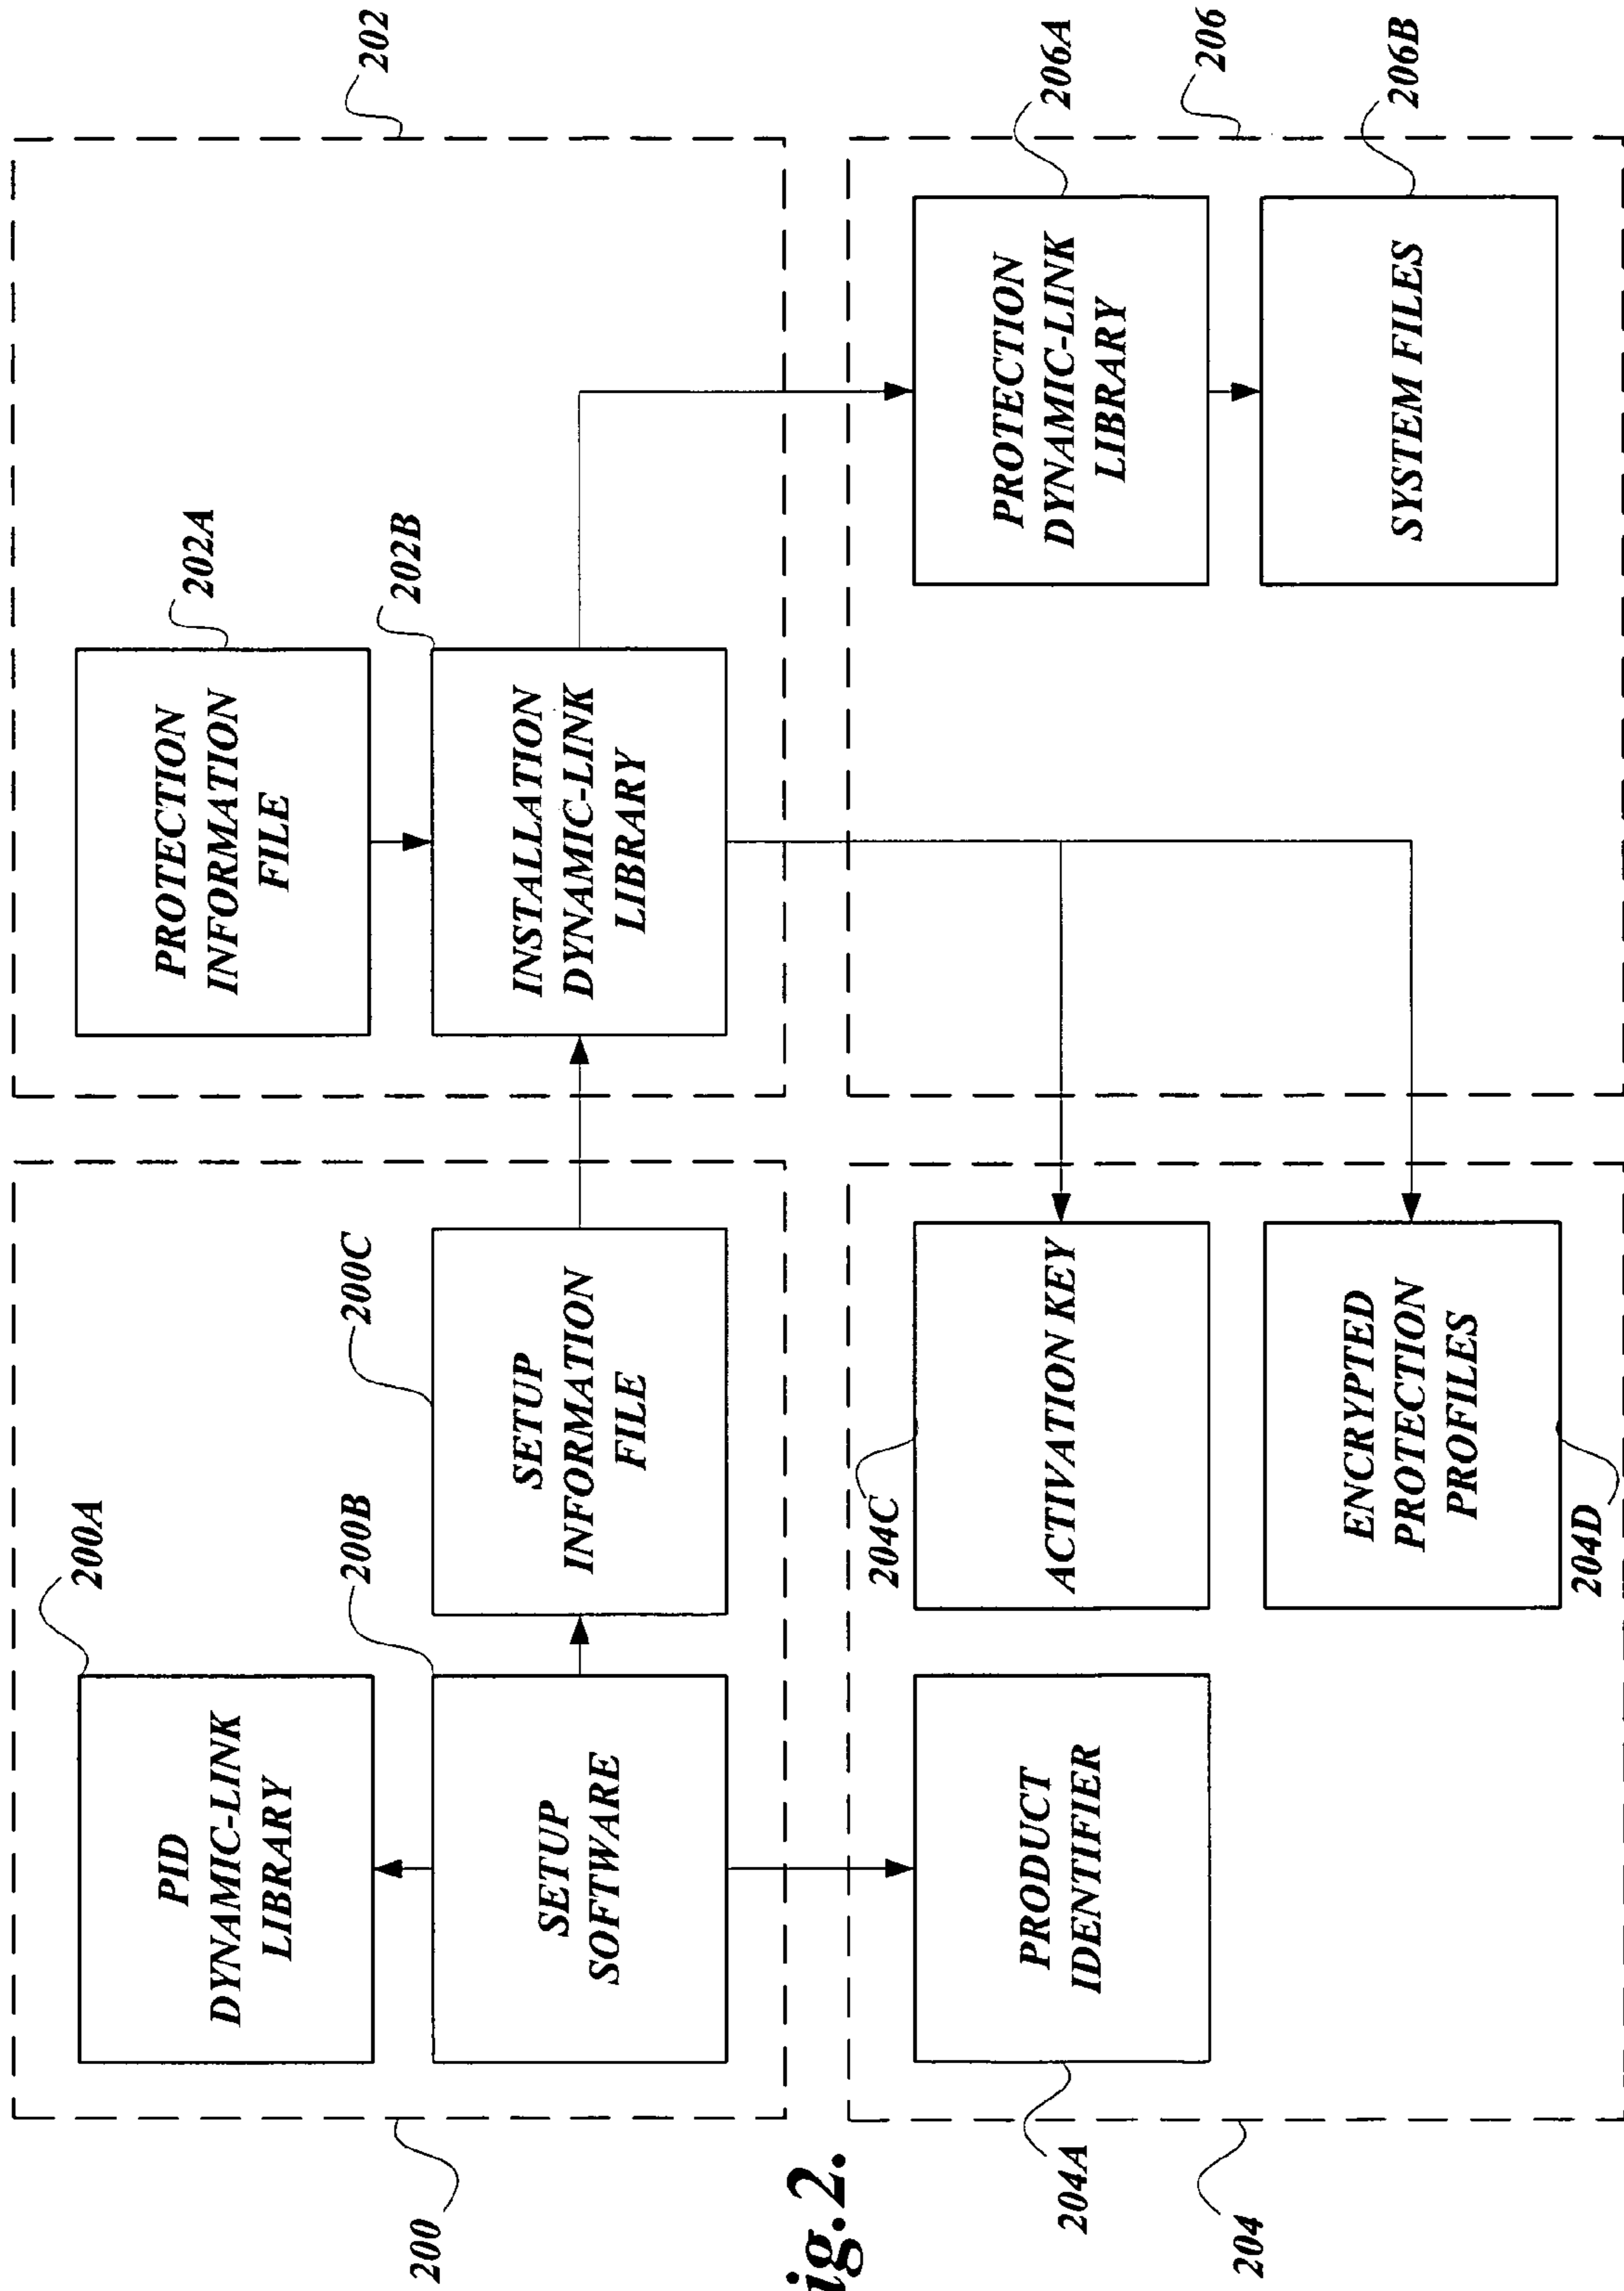 200A
PID
DYNAMIC-LINK
LIBRARY
200B
SETUP
SOFTWARE
200C
SETUP
INFORMATION
FILE
200
202A
PROTECTION
INFORMATION
FILE
202B
INSTALLATION
DYNAMIC-LINK
LIBRARY
202
204A
PRODUCT
IDENTIFIER
204C
ACTIVATION KEY
ENCRYPTED
PROTECTION
PROFILES
204D
204
206A
PROTECTION
DYNAMIC-LINK
LIBRARY
206
SYSTEM FILES
206B
ig.2.